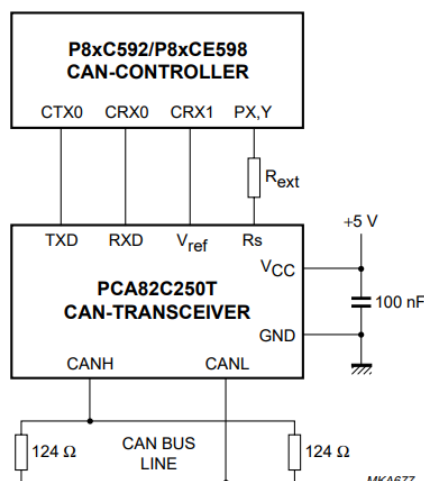 P8xC592/P8xCE598
CAN-CONTROLLER
CTX0 CRX0 CRX1 PX,Y
Rext
+5 V
TXD RXD Vref Rs
VCC
PCA82C250T
CAN-TRANSCEIVER
100 nF
GND
CANH CANL
124 Ω CAN BUS 124 Ω
LINE
MKA677